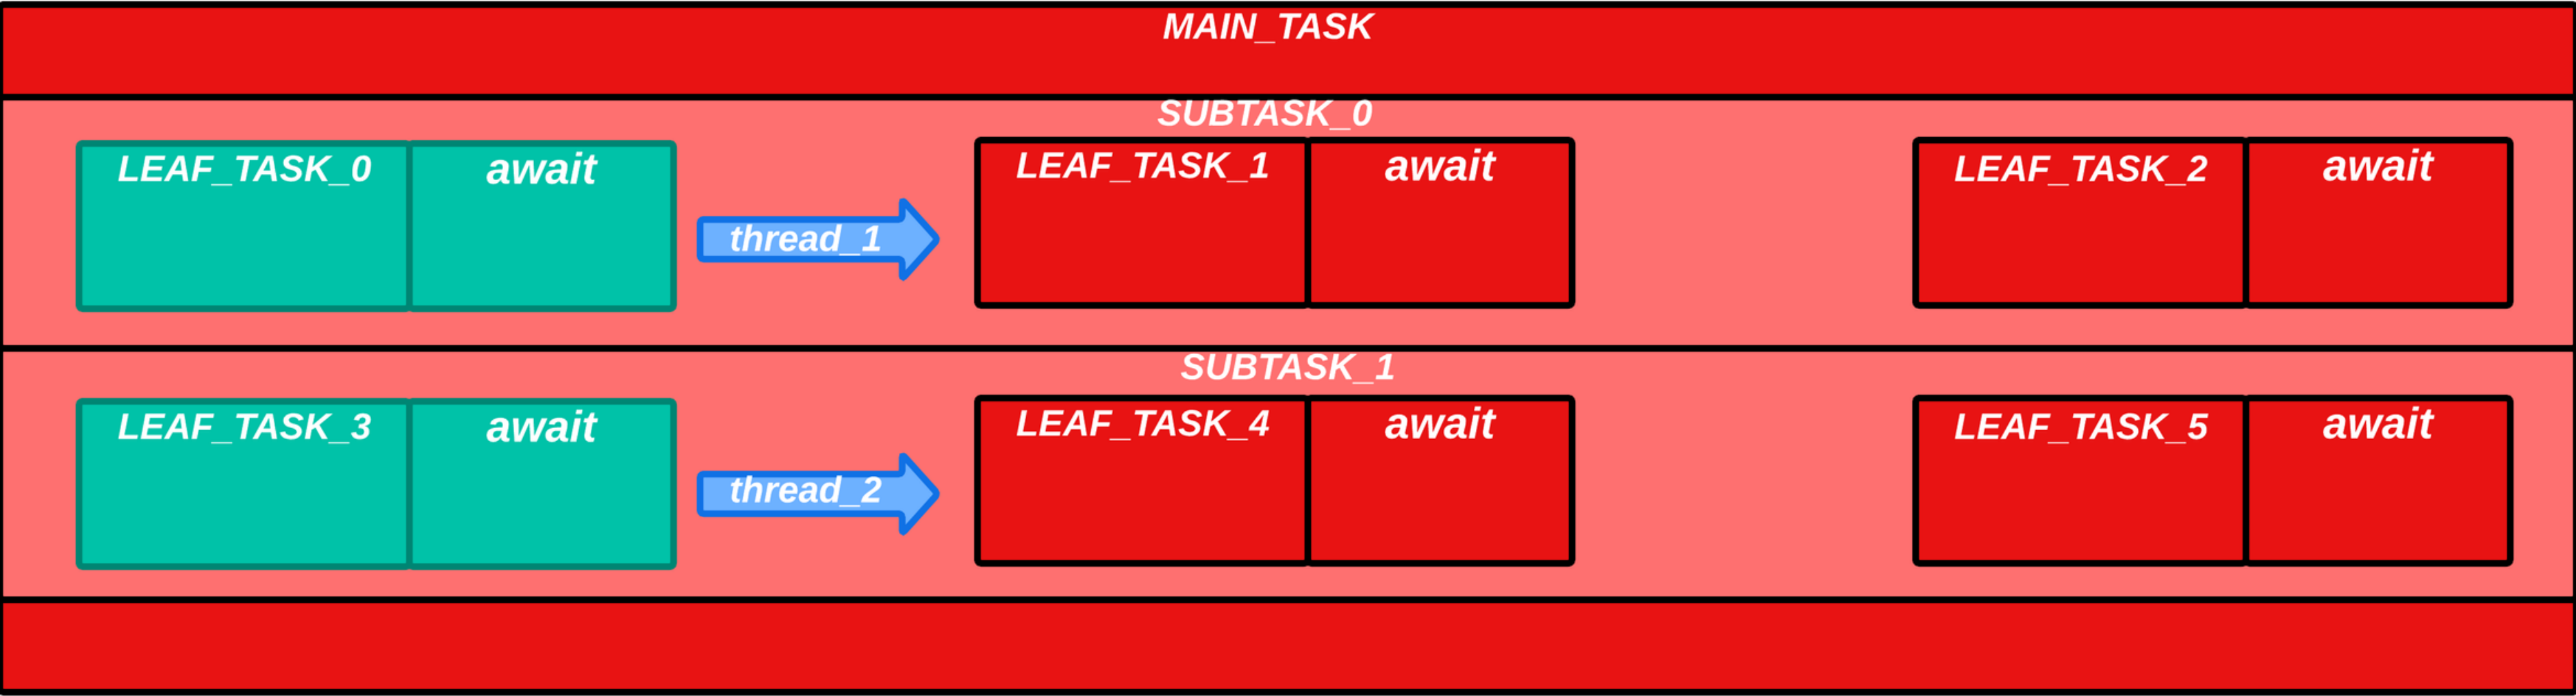 MAIN_TASK
SUBTASK_0
LEAF_TASK_0 await
thread_1
LEAF_TASK_1 await
LEAF_TASK_2 await
SUBTASK_1
LEAF_TASK_3 await
thread_2
LEAF_TASK_4 await
LEAF_TASK_5 await